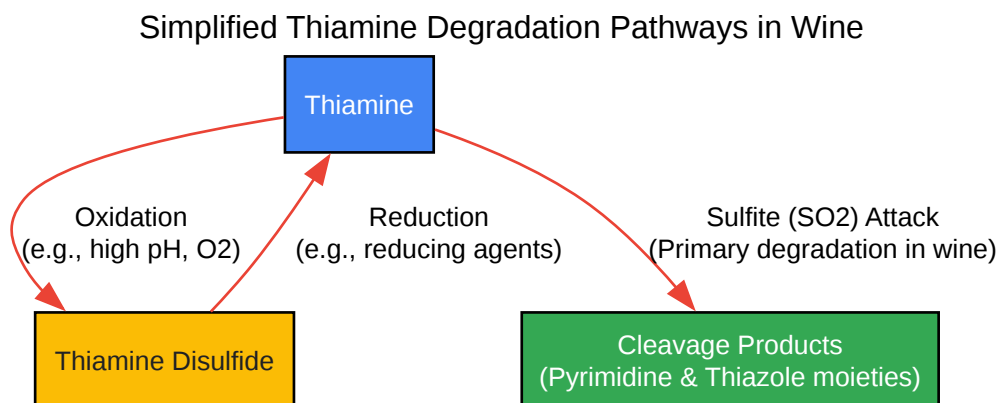 Simplified Thiamine Degradation Pathways in Wine
Thiamine
Oxidation
(e.g., high pH, O2)
Reduction
(e.g., reducing agents)
Sulfite (SO2) Attack
(Primary degradation in wine)
Thiamine Disulfide
Cleavage Products
(Pyrimidine & Thiazole moieties)